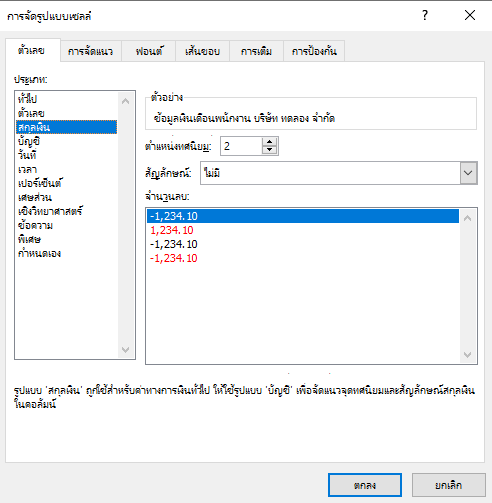 การจัดรูปแบบเซลล์
?
ตัวเลข การจัดแนว ฟอนต์ เส้นขอบ การเติม การป้องกัน
ประเภท:
ทั่วไป
ตัวเลข
สกุลเงิน
บัญชี
วันที่
เวลา
เปอร์เซ็นต์
เศษส่วน
เชิงวิทยาศาสตร์
ข้อความ
พิเศษ
กำหนดเอง
ตัวอย่าง
ข้อมูลเงินเดือนพนักงาน บริษัท ทดลอง จำกัด
ตำแหน่งทศนิยม: 2
สัญลักษณ์: ไม่มี
จำนวนลบ:
-1,234.10
1,234.10
-1,234.10
-1,234.10
รูปแบบ 'สกุลเงิน' ถูกใช้สำหรับค่าทางการเงินทั่วไป ให้ใช้รูปแบบ 'บัญชี' เพื่อจัดแนวจุดทศนิยมและสัญลักษณ์สกุลเงิน
ในคอลัมน์
ตกลง ยกเลิก